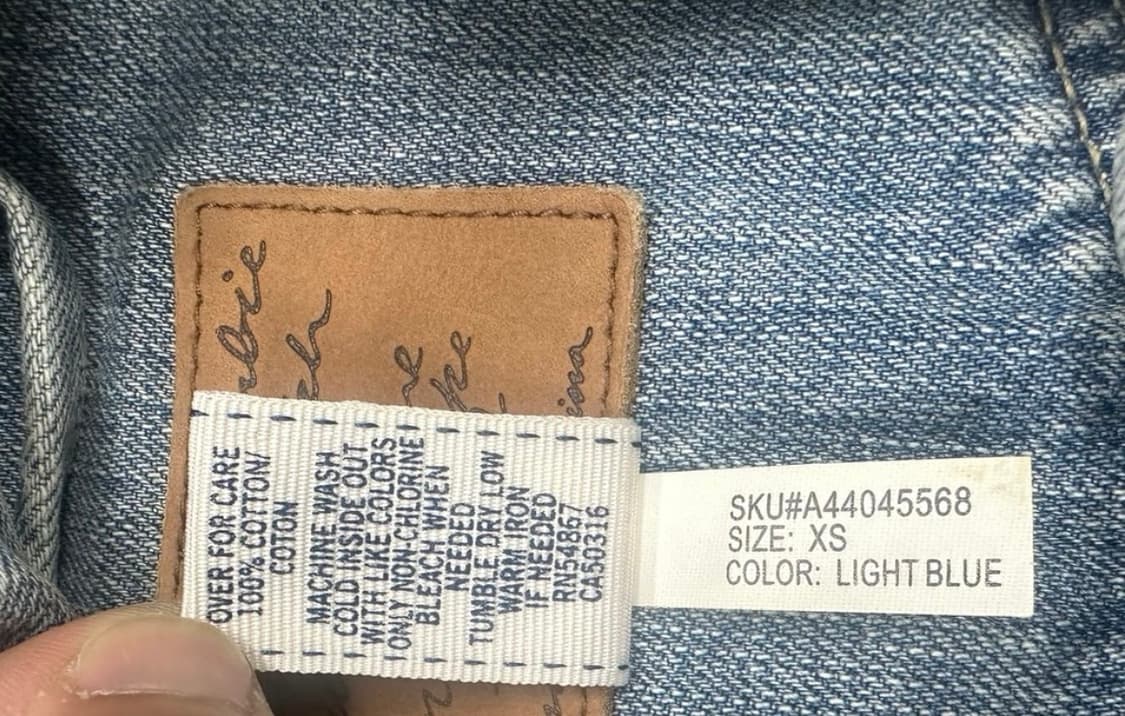 OVER FOR CARE
100% COTTON/
COTON
MACHINE WASH
COLD INSIDE OUT
WITH LIKE COLORS
ONLY NON-CHLORINE
BLEACH WHEN
NEEDED
TUMBLE DRY LOW
WARM IRON
IF NEEDED
RN54867
CA50316
SKU#A44045568
SIZE: XS
COLOR: LIGHT BLUE